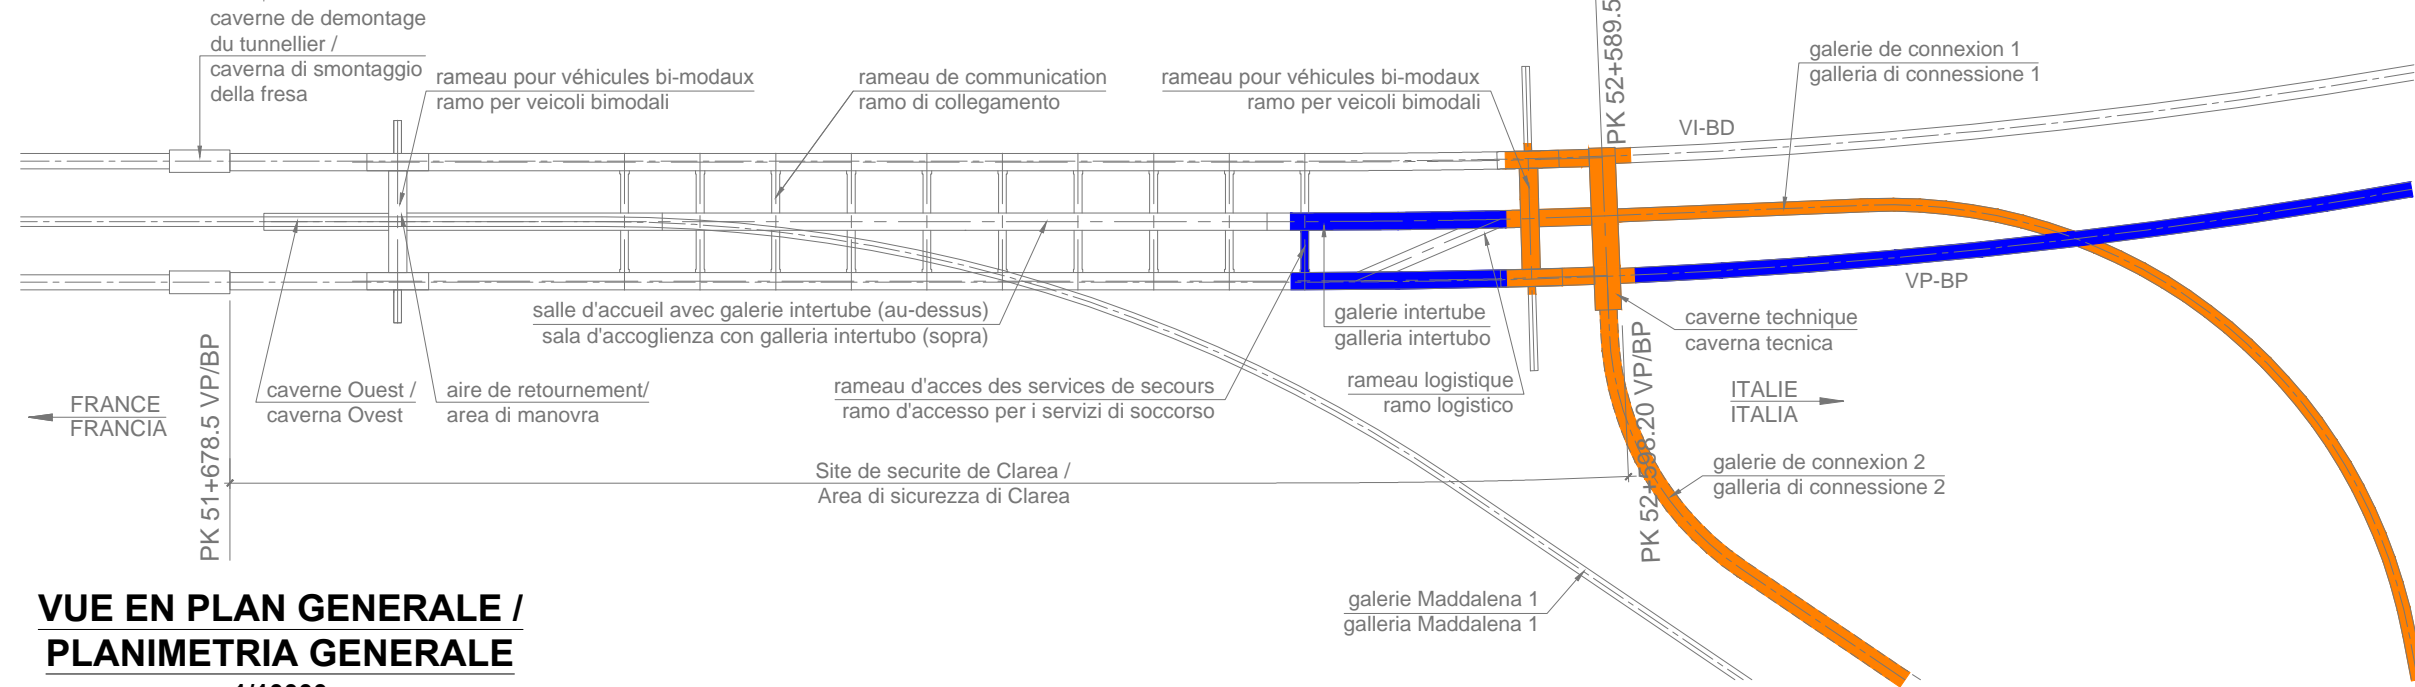 caverne de demontage
du tunnellier /
caverna di smontaggio
della fresa
rameau pour véhicules bi-modaux
ramo per veicoli bimodali
rameau de communication
ramo di collegamento
rameau pour véhicules bi-modaux
ramo per veicoli bimodali
PK 52+589.5
galerie de connexion 1
galleria di connessione 1
VI-BD
VP-BP
salle d'accueil avec galerie intertube (au-dessus)
sala d'accoglienza con galleria intertubo (sopra)
galerie intertube
galleria intertubo
caverne technique
caverna tecnica
rameau logistique
ramo logistico
rameau d'acces des services de secours
ramo d'accesso per i servizi di soccorso
caverne Ouest /
caverna Ovest
aire de retournement/
area di manovra
FRANCE
FRANCIA
ITALIE
ITALIA
PK 51+678.5 VP/BP
PK 52+598.20 VP/BP
Site de securite de Clarea /
Area di sicurezza di Clarea
galerie de connexion 2
galleria di connessione 2
galerie Maddalena 1
galleria Maddalena 1
VUE EN PLAN GENERALE /
PLANIMETRIA GENERALE